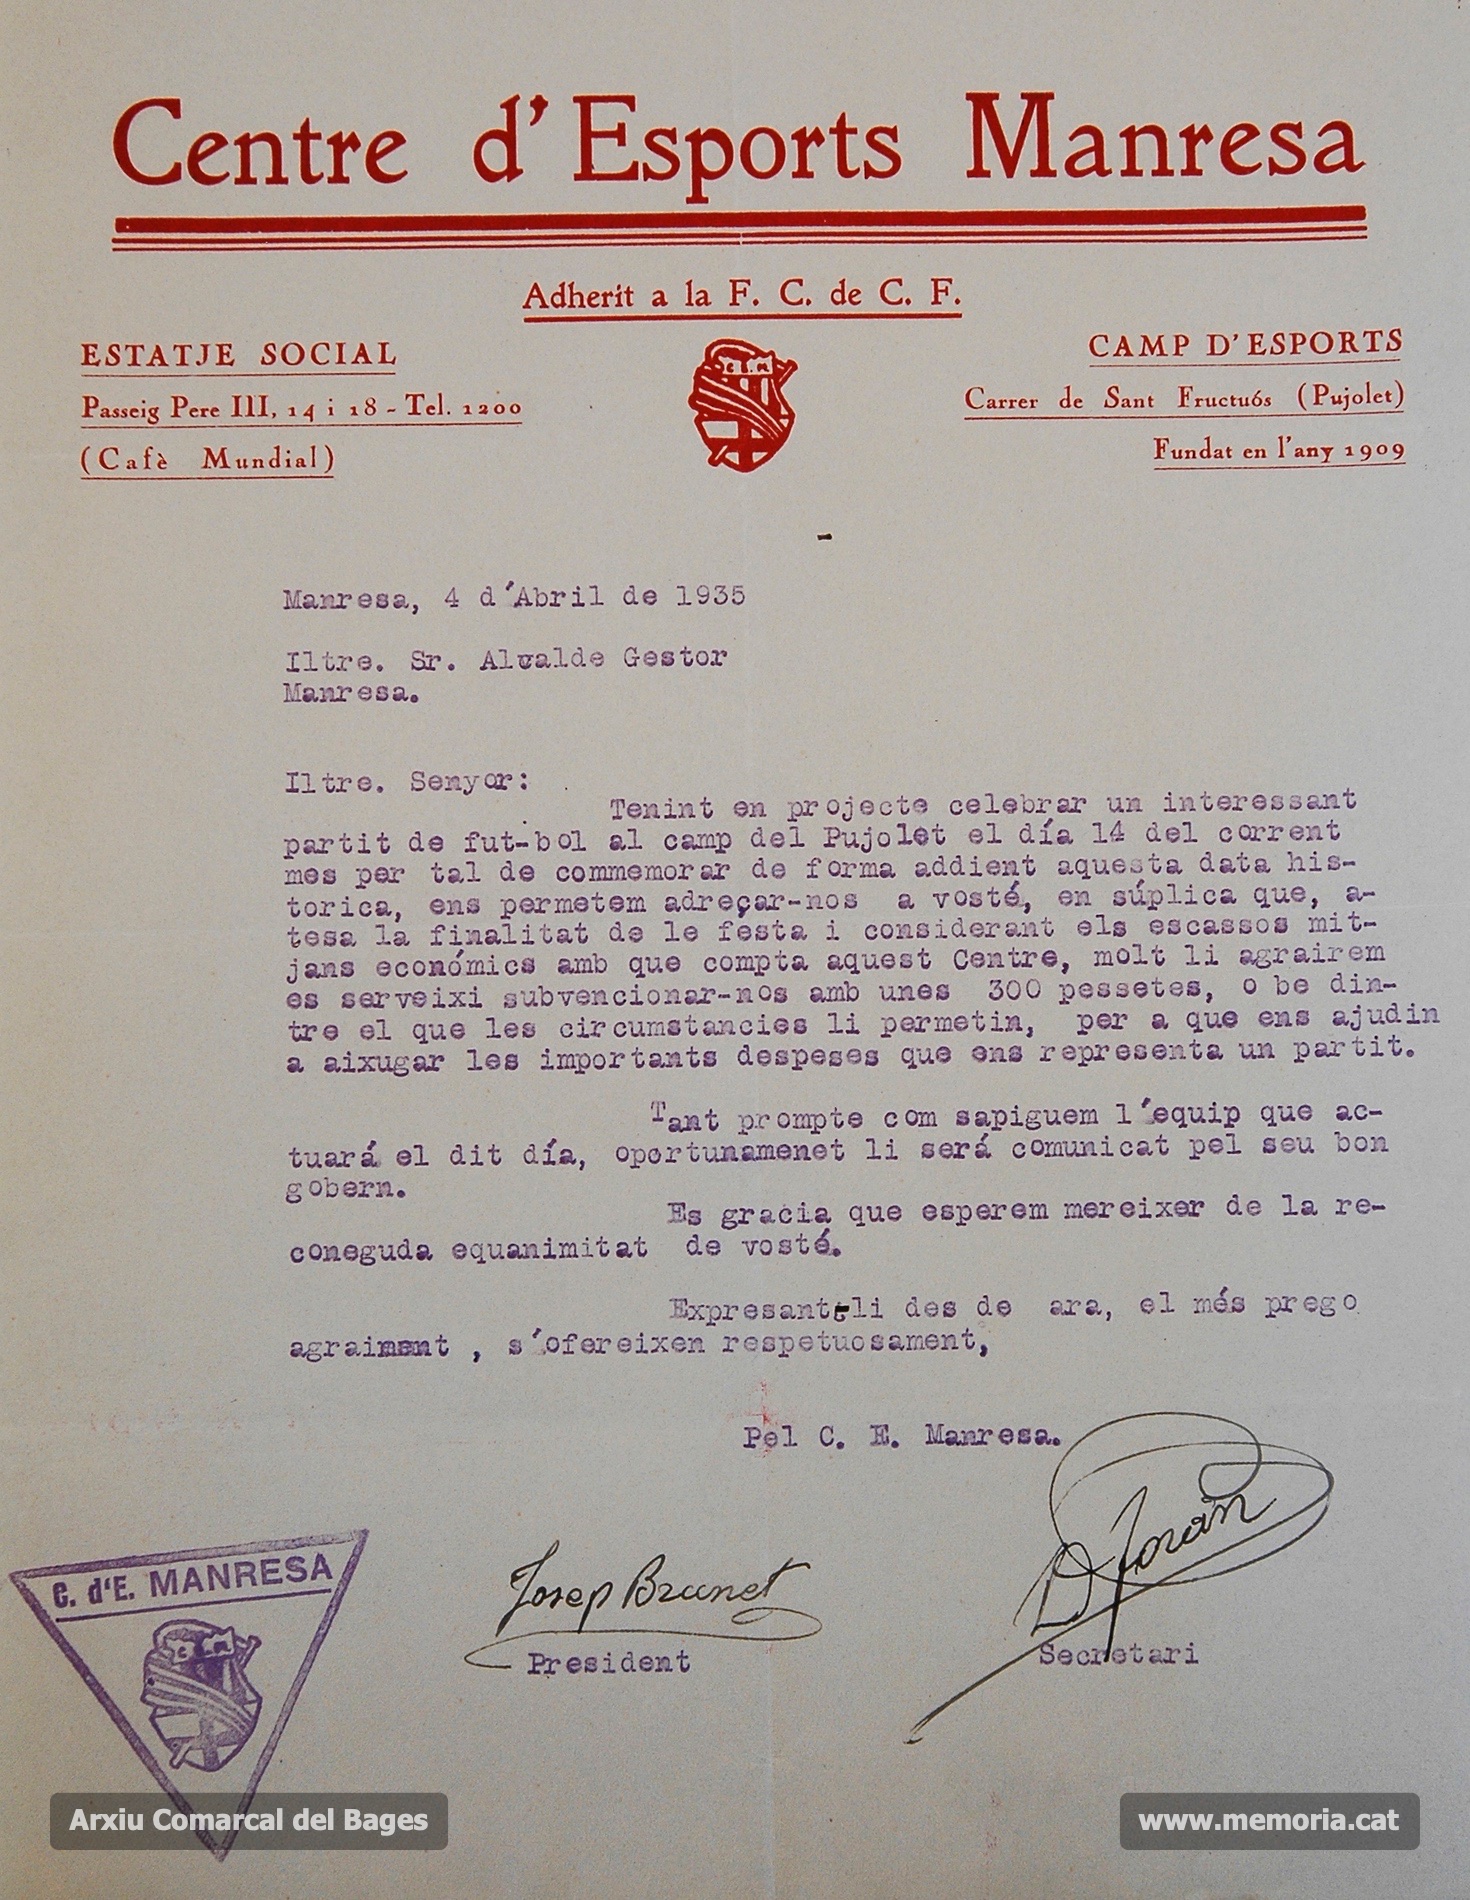 Centre d'Esports Manresa
Adherit a la F. C. de C. F.
ESTATJE SOCIAL
Passeig Pere III, 14 i 18 - Tel. 1200
(Cafè Mundial)
CAMP D'ESPORTS
Carrer de Sant Fructuós (Pujolet)
Fundat en l'any 1909
Manresa, 4 d'Abril de 1935
Iltre. Sr. Alcalde Gestor
Manresa.
Iltre. Senyor:
Tenint en projecte celebrar un interessant
partit de fut-bol al camp del Pujolet el día 14 del corrent
mes per tal de commemorar de forma addient aquesta data his-
torica, ens permetem adreçar-nos a vosté, en súplica que, a-
tesa la finalitat de le festa i considerant els escassos mit-
jans económics amb que compta aquest Centre, molt li agrairem
es serveixi subvencionar-nos amb unes 300 pessetes, o be din-
tre el que les circumstancies li permetin, per a que ens ajudin
a aixugar les importants despeses que ens representa un partit.
Tant prompte com sapiguem l'equip que ac-
tuará el dit día, oportunamenet li será comunicat pel seu bon
gobern.
Es gracia que esperem mereixer de la re-
coneguda equanimitat de vosté.
Expresantli des de ara, el més prego
agraiment , s'ofereixen respetuosament,
Pel C. E. Manresa.
Josep Brunet
President
Secretari
C. d'E. MANRESA
Arxiu Comarcal del Bages
www.memoria.cat